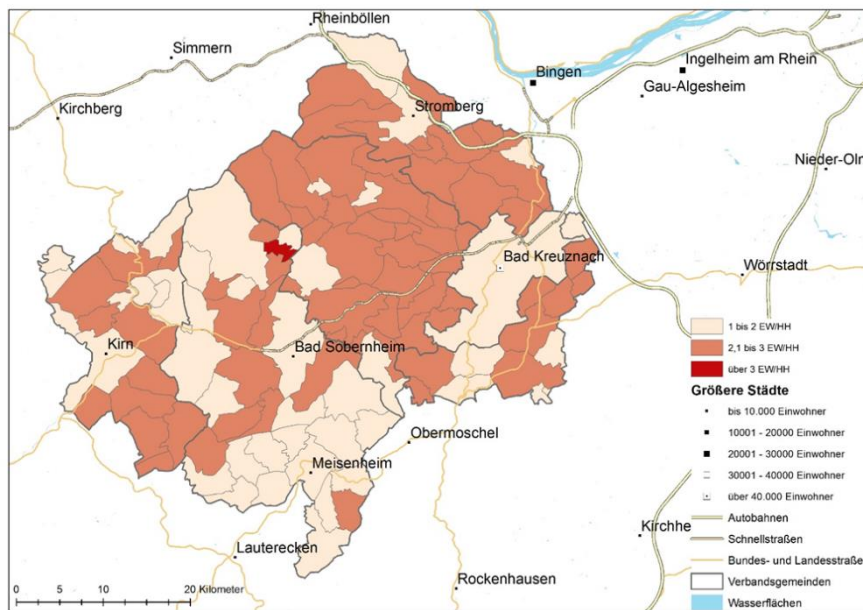 Rheinböllen
Simmern
Ingelheim am Rhein
Bingen
Gau-Algesheim
Kirchberg
Stromberg
Nieder-Olm
Bad Kreuznach
Wörrstadt
Kirn
Bad Sobernheim
Obermoschel
Meisenheim
Lauterecken
Kirchhe
Rockenhausen
1 bis 2 EW/HH
2,1 bis 3 EW/HH
über 3 EW/HH
Größere Städte
bis 10.000 Einwohner
10001 - 20000 Einwohner
20001 - 30000 Einwohner
30001 - 40000 Einwohner
über 40.000 Einwohner
Autobahnen
Schnellstraßen
Bundes- und Landesstraße
Verbandsgemeinden
Wasserflächen
0 5 10 20 Kilometer